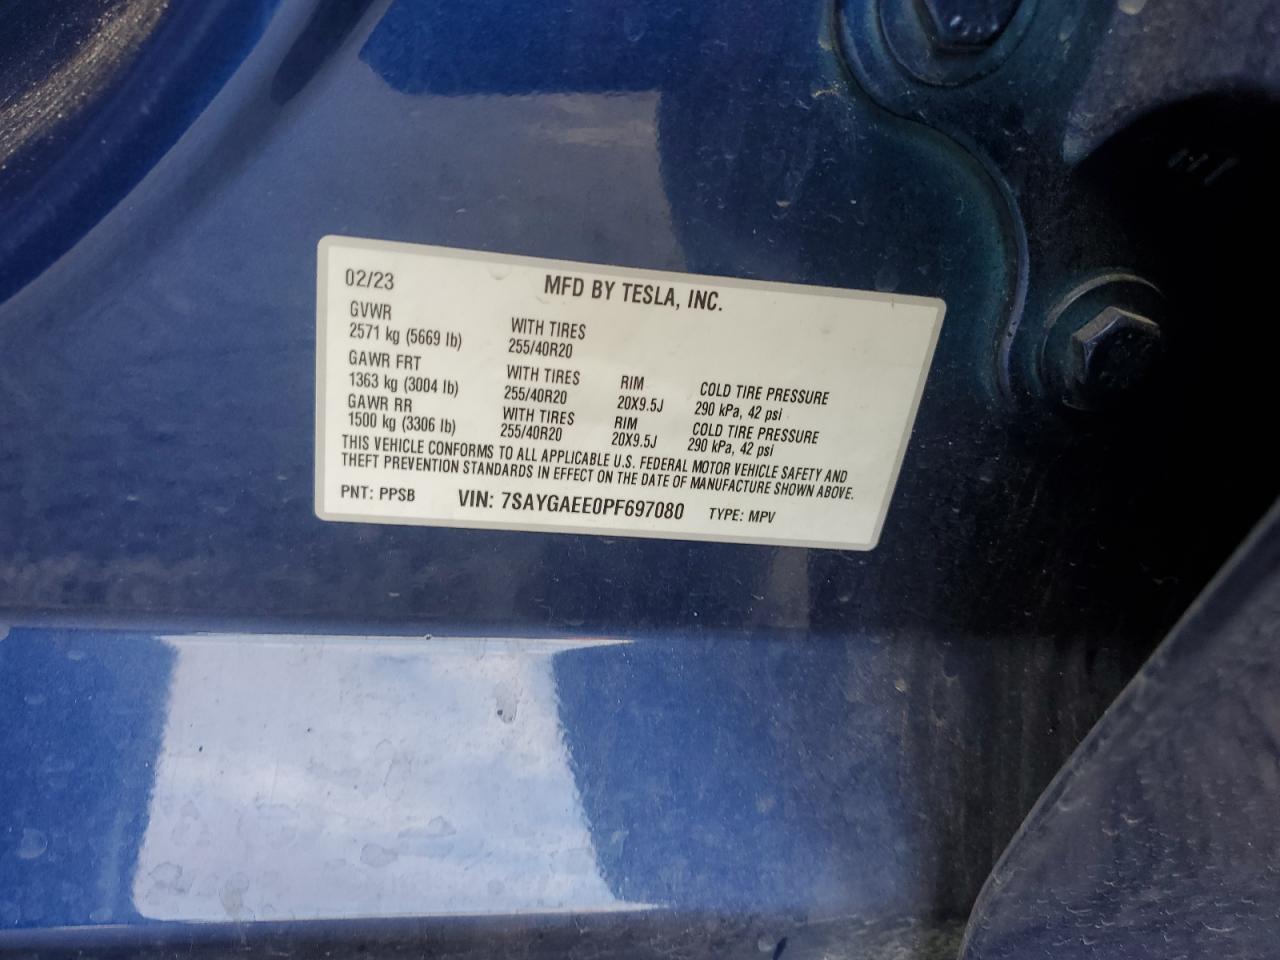 02/23 MFD BY TESLA, INC.
GVWR
2571 kg (5669 lb) WITH TIRES
255/40R20
GAWR FRT WITH TIRES RIM COLD TIRE PRESSURE
1363 kg (3004 lb) 255/40R20 20X9.5J 290 kPa, 42 psi
GAWR RR WITH TIRES RIM COLD TIRE PRESSURE
1500 kg (3306 lb) 255/40R20 20X9.5J 290 kPa, 42 psi
THIS VEHICLE CONFORMS TO ALL APPLICABLE U.S. FEDERAL MOTOR VEHICLE SAFETY AND
THEFT PREVENTION STANDARDS IN EFFECT ON THE DATE OF MANUFACTURE SHOWN ABOVE.
PNT: PPSB VIN: 7SAYGAEE0PF697080 TYPE: MPV